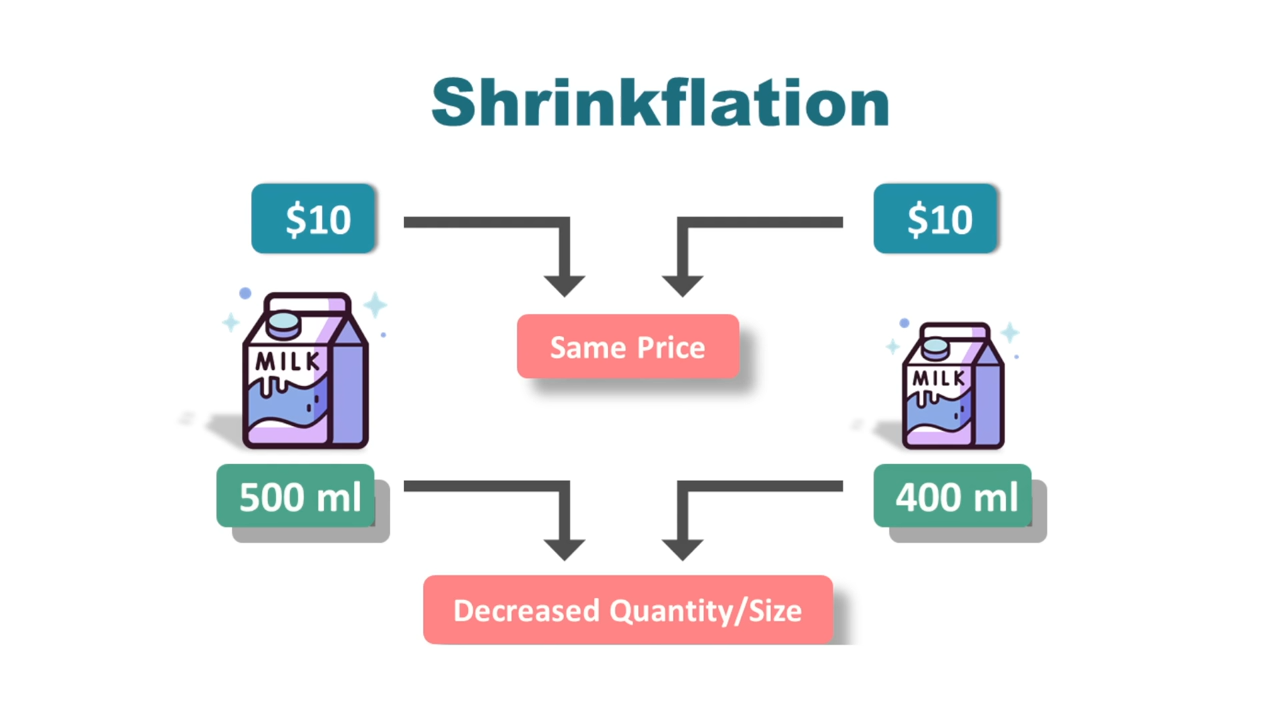 Shrinkflation
$10
$10
Same Price
MILK
MILK
500 ml
400 ml
Decreased Quantity/Size